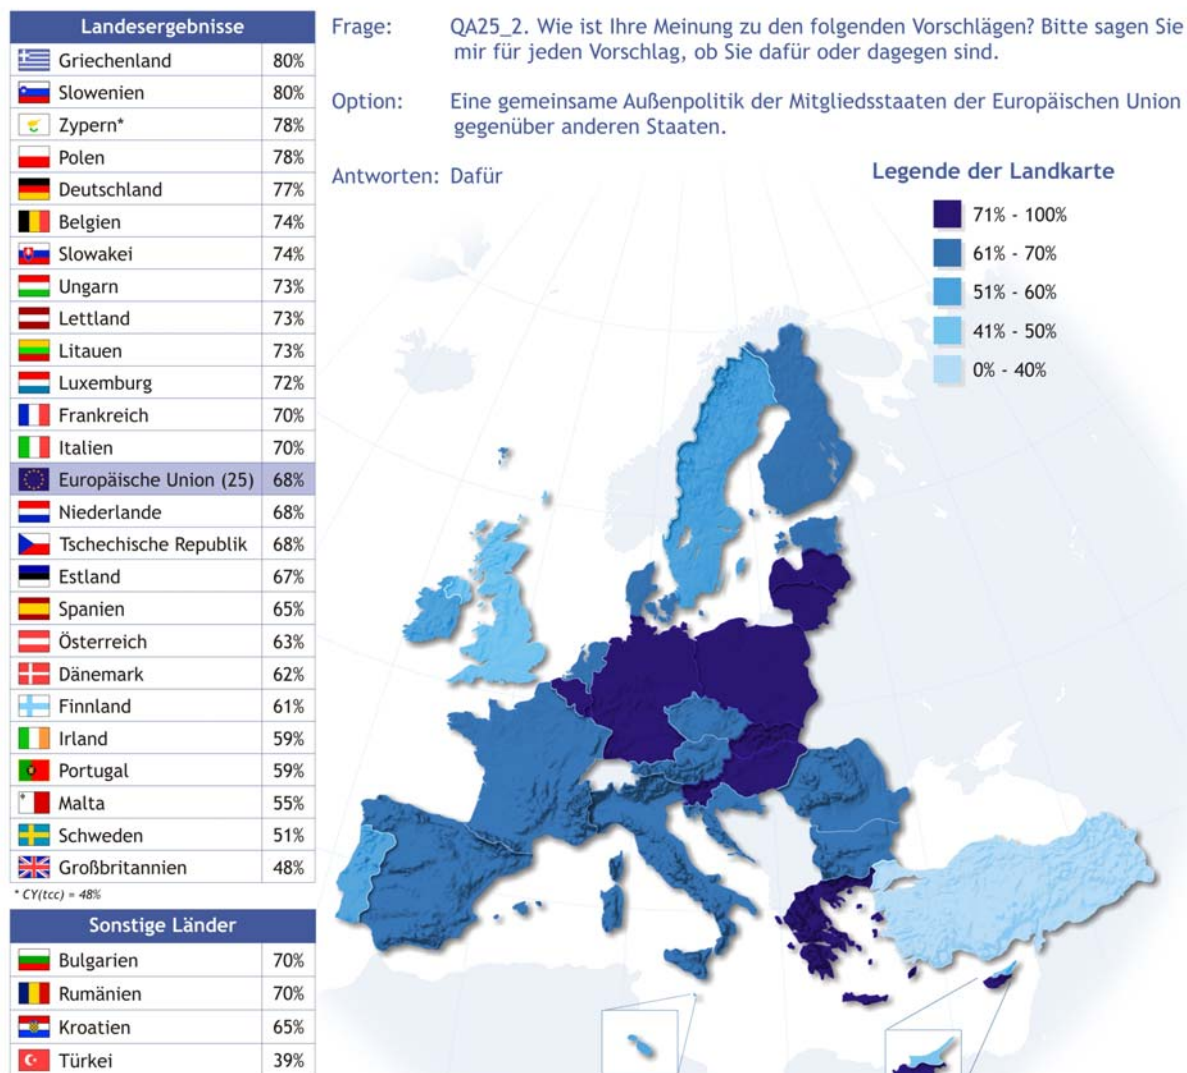 Landesergebnisse
Griechenland 80%
Slowenien 80%
Zypern* 78%
Polen 78%
Deutschland 77%
Belgien 74%
Slowakei 74%
Ungarn 73%
Lettland 73%
Litauen 73%
Luxemburg 72%
Frankreich 70%
Italien 70%
Europäische Union (25) 68%
Niederlande 68%
Tschechische Republik 68%
Estland 67%
Spanien 65%
Österreich 63%
Dänemark 62%
Finnland 61%
Irland 59%
Portugal 59%
Malta 55%
Schweden 51%
Großbritannien 48%
* CY(tcc) = 48%
Sonstige Länder
Bulgarien 70%
Rumänien 70%
Kroatien 65%
Türkei 39%
Frage: QA25_2. Wie ist Ihre Meinung zu den folgenden Vorschlägen? Bitte sagen Sie
mir für jeden Vorschlag, ob Sie dafür oder dagegen sind.
Option: Eine gemeinsame Außenpolitik der Mitgliedsstaaten der Europäischen Union
gegenüber anderen Staaten.
Antworten: Dafür
Legende der Landkarte
71% - 100%
61% - 70%
51% - 60%
41% - 50%
0% - 40%